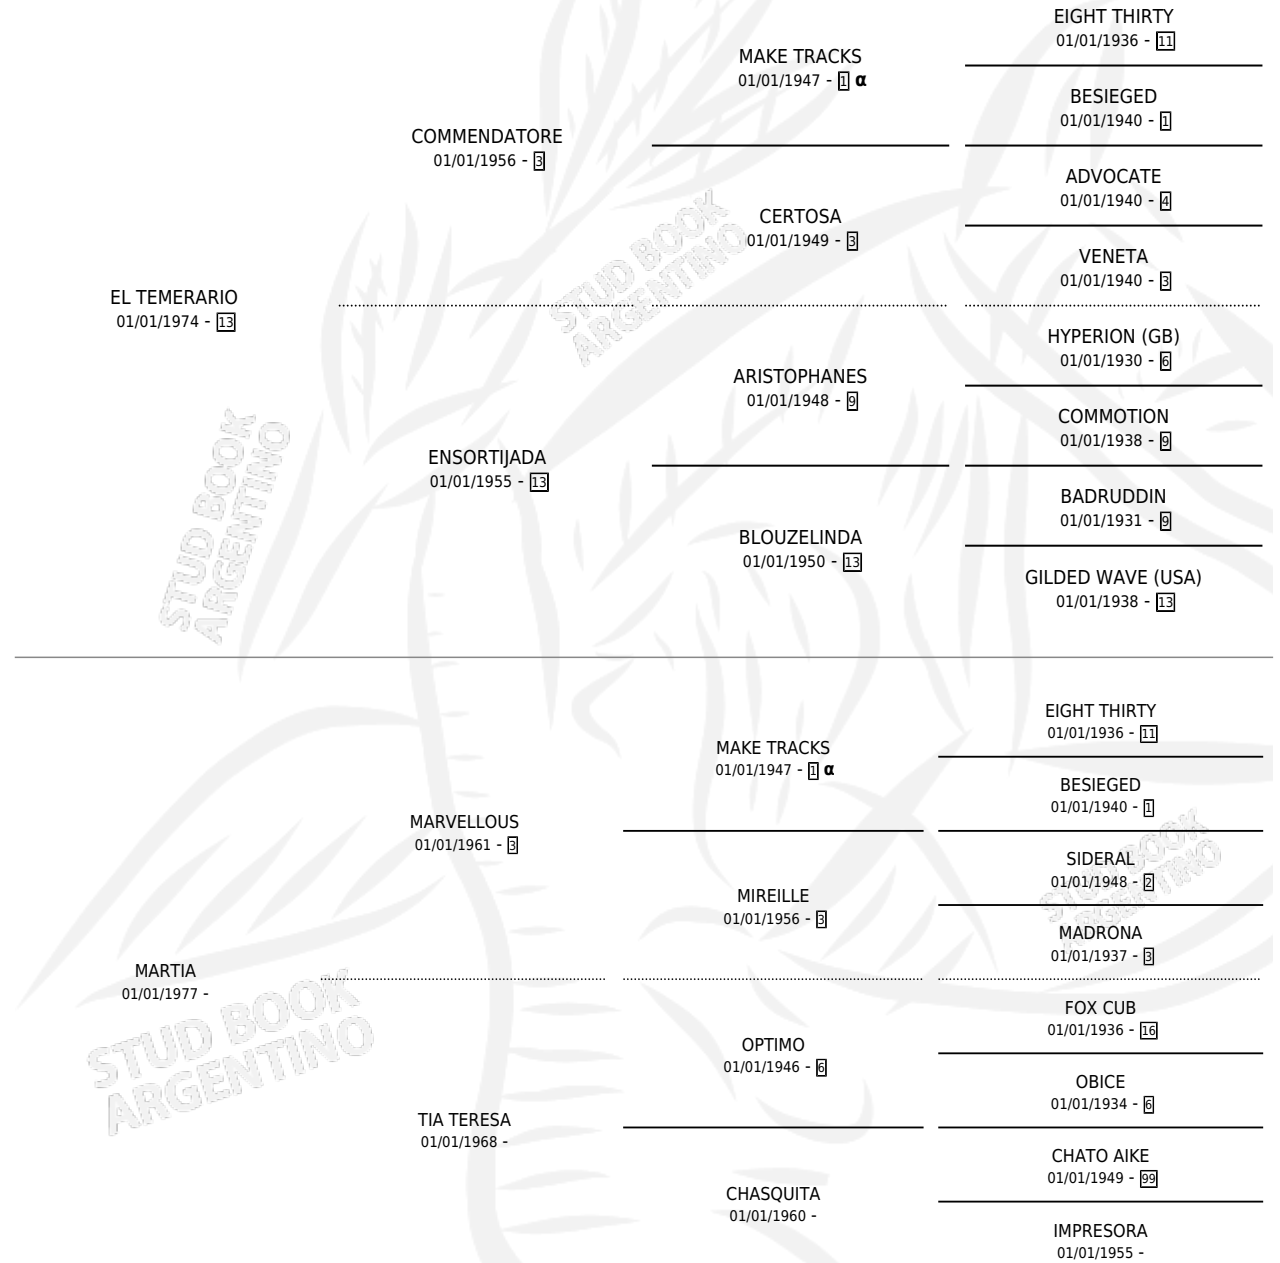 EIGHT THIRTY
01/01/1936 - 11
MAKE TRACKS
01/01/1947 - 1 α
BESIEGED
01/01/1940 - 1
COMMENDATORE
01/01/1956 - 3
ADVOCATE
01/01/1940 - 4
CERTOSA
01/01/1949 - 3
VENETA
01/01/1940 - 3
EL TEMERARIO
01/01/1974 - 13
HYPERION (GB)
01/01/1930 - 6
ARISTOPHANES
01/01/1948 - 9
COMMOTION
01/01/1938 - 9
ENSORTIJADA
01/01/1955 - 13
BADRUDDIN
01/01/1931 - 9
BLOUZELINDA
01/01/1950 - 13
GILDED WAVE (USA)
01/01/1938 - 13
STUD BOOK
ARGENTINO
STUD BOOK
ARGENTINO
EIGHT THIRTY
01/01/1936 - 11
MAKE TRACKS
01/01/1947 - 1 α
BESIEGED
01/01/1940 - 1
MARVELLOUS
01/01/1961 - 3
SIDERAL
01/01/1948 - 2
MIREILLE
01/01/1956 - 3
MADRONA
01/01/1937 - 3
MARTIA
01/01/1977 -
FOX CUB
01/01/1936 - 16
OPTIMO
01/01/1946 - 6
OBICE
01/01/1934 - 6
TIA TERESA
01/01/1968 -
CHATO AIKE
01/01/1949 - 99
CHASQUITA
01/01/1960 -
IMPRESORA
01/01/1955 -
STUD BOOK
ARGENTINO
STUD BOOK
ARGENTINO